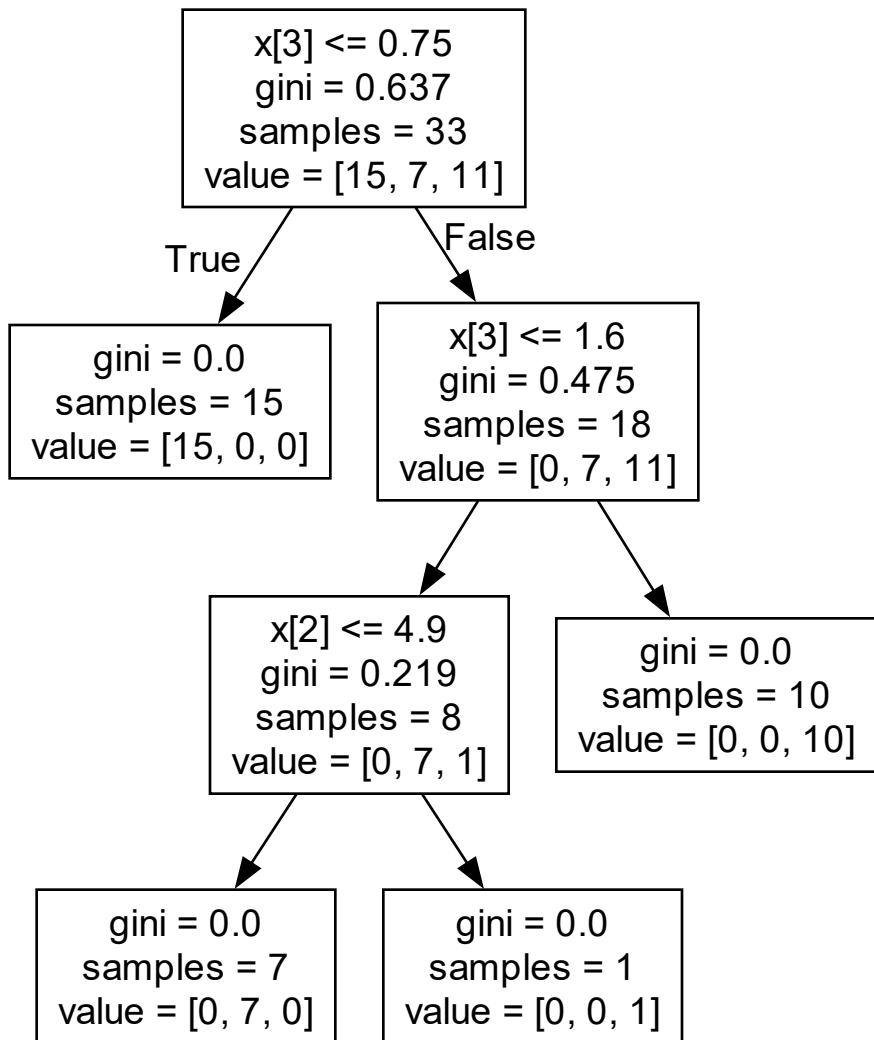 x[3] <= 0.75
gini = 0.637
samples = 33
value = [15, 7, 11]
True
False
gini = 0.0
samples = 15
value = [15, 0, 0]
x[3] <= 1.6
gini = 0.475
samples = 18
value = [0, 7, 11]
x[2] <= 4.9
gini = 0.219
samples = 8
value = [0, 7, 1]
gini = 0.0
samples = 10
value = [0, 0, 10]
gini = 0.0
samples = 7
value = [0, 7, 0]
gini = 0.0
samples = 1
value = [0, 0, 1]